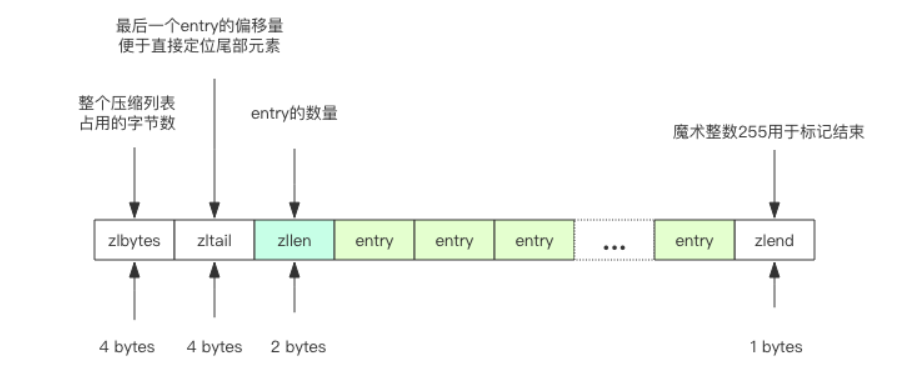 最后一个entry的偏移量
便于直接定位尾部元素
整个压缩列表
占用的字节数
entry的数量
魔术整数255用于标记结束
zlbytes
zltail
zllen
entry
entry
entry
...
entry
zlend
4 bytes
4 bytes
2 bytes
1 bytes